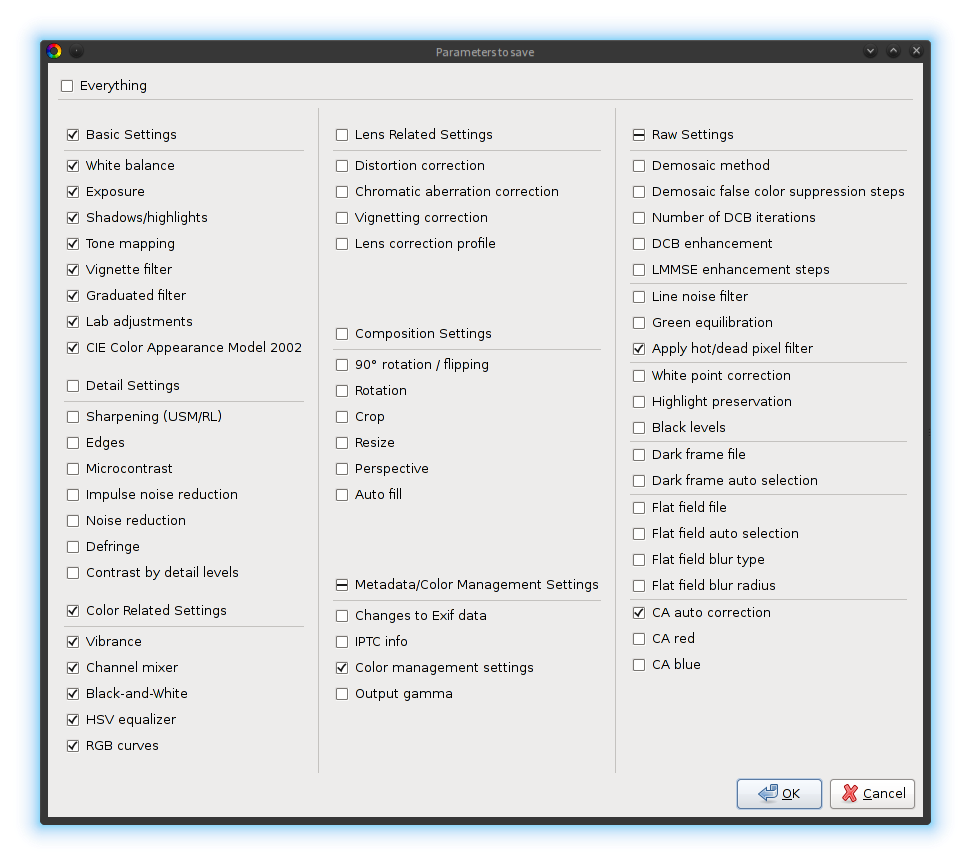 Parameters to save
Everything
Basic Settings
White balance
Exposure
Shadows/highlights
Tone mapping
Vignette filter
Graduated filter
Lab adjustments
CIE Color Appearance Model 2002
Detail Settings
Sharpening (USM/RL)
Edges
Microcontrast
Impulse noise reduction
Noise reduction
Defringe
Contrast by detail levels
Color Related Settings
Vibrance
Channel mixer
Black-and-White
HSV equalizer
RGB curves
Lens Related Settings
Distortion correction
Chromatic aberration correction
Vignetting correction
Lens correction profile
Composition Settings
90° rotation / flipping
Rotation
Crop
Resize
Perspective
Auto fill
Metadata/Color Management Settings
Changes to Exif data
IPTC info
Color management settings
Output gamma
Raw Settings
Demosaic method
Demosaic false color suppression steps
Number of DCB iterations
DCB enhancement
LMMSE enhancement steps
Line noise filter
Green equilibration
Apply hot/dead pixel filter
White point correction
Highlight preservation
Black levels
Dark frame file
Dark frame auto selection
Flat field file
Flat field auto selection
Flat field blur type
Flat field blur radius
CA auto correction
CA red
CA blue
OK
Cancel